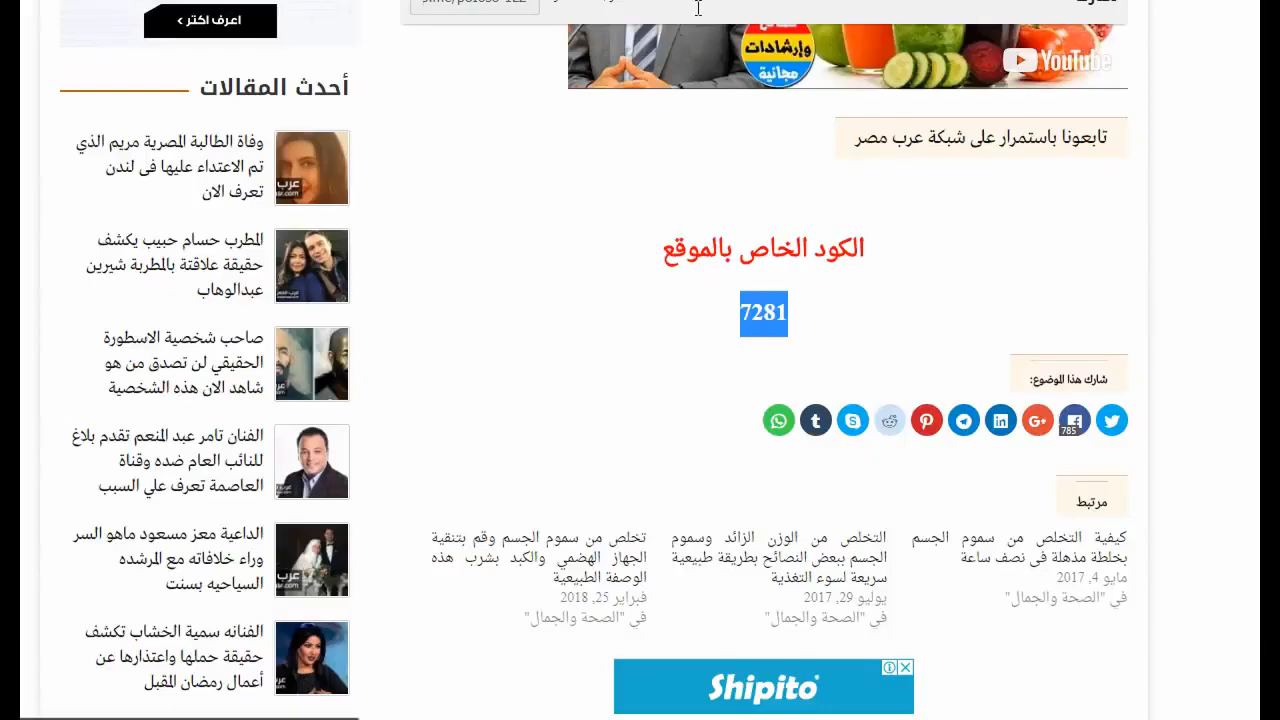 اعرف اكثر >
أحدث المقالات
وفاة الطالبة المصرية مريم الذي
تم الاعتداء عليها فى لندن
تعرف الان
المطرب حسام حبيب يكشف
حقيقة علاقتة بالمطربة شيرين
عبدالوهاب
صاحب شخصية الاسطورة
الحقيقي لن تصدق من هو
شاهد الان هذه الشخصية
الفنان تامر عبد المنعم تقدم بلاغ
للنائب العام ضده وقناة
العاصمة تعرف علي السبب
الداعية معز مسعود ماهو السر
وراء خلافاته مع المرشده
السياحيه بسنت
الفنانه سمية الخشاب تكشف
حقيقة حملها واعتذارها عن
أعمال رمضان المقبل
وإرشادات
مجانية
YouTube
تابعونا باستمرار على شبكة عرب مصر
الكود الخاص بالموقع
7281
شارك هذا الموضوع:
785
مرتبط
كيفية التخلص من سموم الجسم
بخلطة مذهلة فى نصف ساعة
مايو 4, 2017
في "الصحة والجمال"
التخلص من الوزن الزائد وسموم
الجسم ببعض النصائح بطريقة طبيعية
سريعة لسوء التغذية
يوليو 29, 2017
في "الصحة والجمال"
تخلص من سموم الجسم وقم بتنقية
الجهاز الهضمي والكبد بشرب هذه
الوصفة الطبيعية
فبراير 25, 2018
في "الصحة والجمال"
Shipito